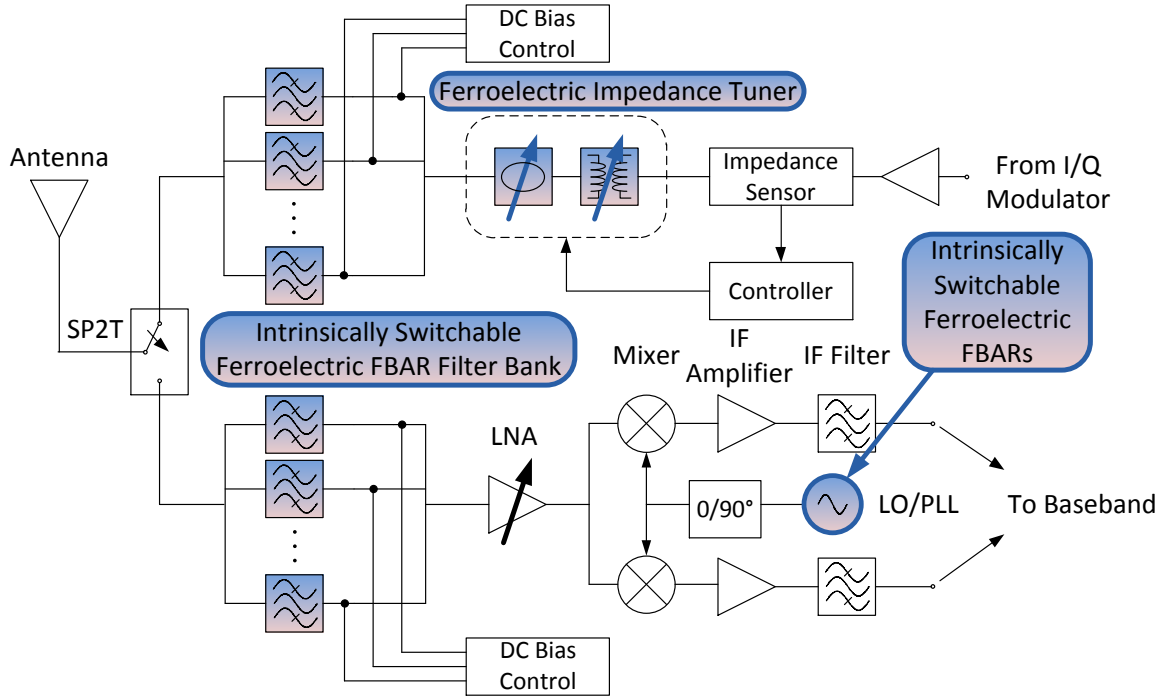 DC Bias
Control
Ferroelectric Impedance Tuner
Antenna
Impedance
Sensor
From I/Q
Modulator
Intrinsically
Switchable
Ferroelectric
FBARs
Controller
SP2T
Intrinsically Switchable
Ferroelectric FBAR Filter Bank
Mixer
IF
Amplifier
IF Filter
LNA
0/90°
LO/PLL
To Baseband
DC Bias
Control